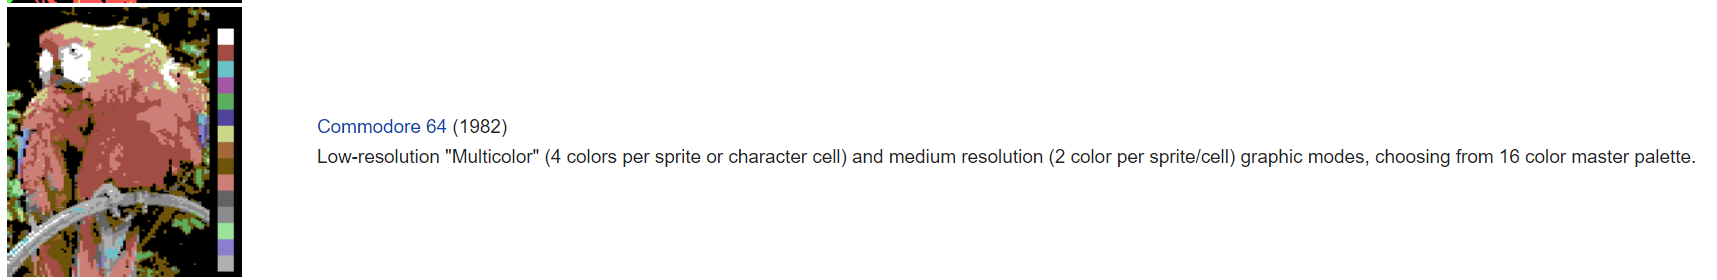 Commodore 64 (1982)
Low-resolution "Multicolor" (4 colors per sprite or character cell) and medium resolution (2 color per sprite/cell) graphic modes, choosing from 16 color master palette.